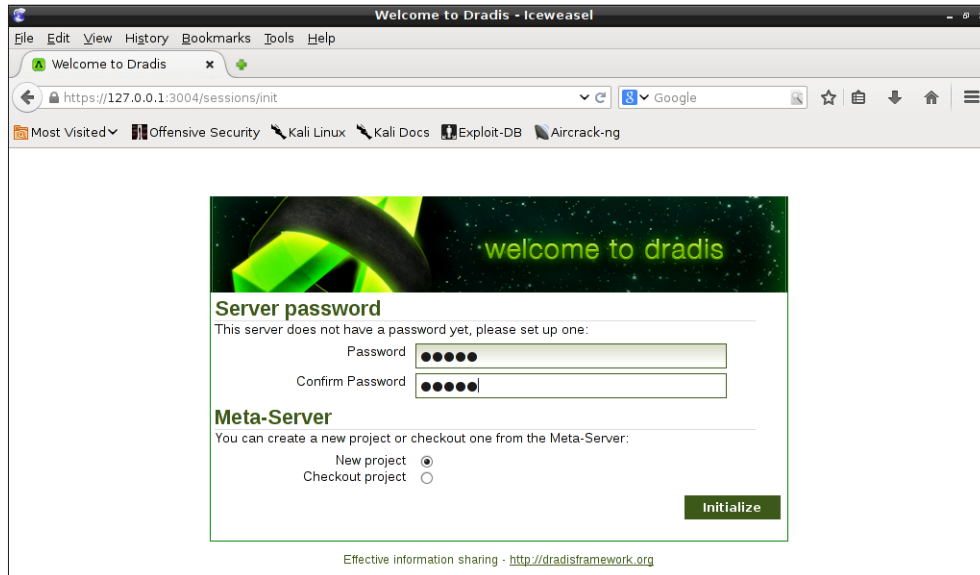 Welcome to Dradis - Iceweasel
File Edit View History Bookmarks Tools Help
Welcome to Dradis
https://127.0.0.1:3004/sessions/init
Google
Most Visited Offensive Security Kali Linux Kali Docs Exploit-DB Aircrack-ng
welcome to dradis
Server password
This server does not have a password yet, please set up one:
Password ●●●●●
Confirm Password ●●●●●
Meta-Server
You can create a new project or checkout one from the Meta-Server:
New project
Checkout project
Initialize
Effective information sharing - http://dradisframework.org